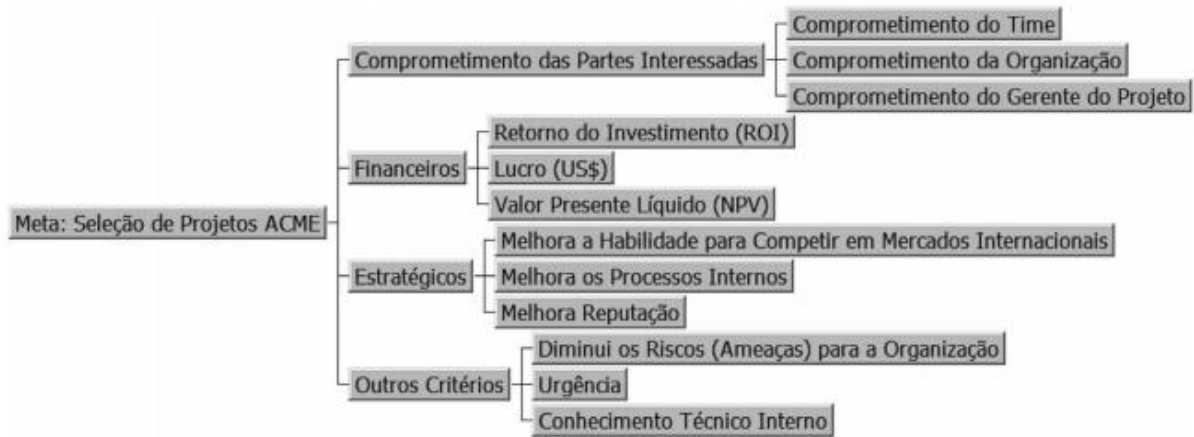 Meta: Seleção de Projetos ACME
Comprometimento das Partes Interessadas
Comprometimento do Time
Comprometimento da Organização
Comprometimento do Gerente do Projeto
Financeiros
Retorno do Investimento (ROI)
Lucro (US$)
Valor Presente Líquido (NPV)
Estratégicos
Melhora a Habilidade para Competir em Mercados Internacionais
Melhora os Processos Internos
Melhora Reputação
Outros Critérios
Diminui os Riscos (Ameaças) para a Organização
Urgência
Conhecimento Técnico Interno